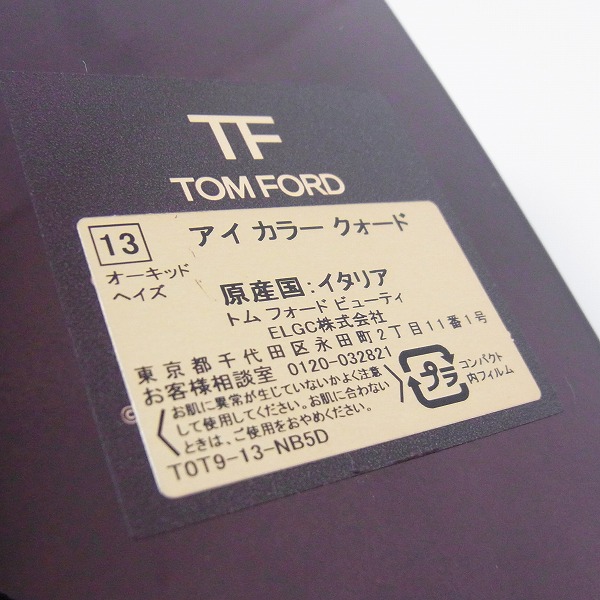 TF
TOM FORD
13 アイ カラー クォード
オーキッド
ヘイズ
原産国:イタリア
トム フォード ビューティ
ELGC株式会社
東京都千代田区永田町2丁目11番1号
お客様相談室 0120-032821
お肌に異常が生じていないかよく注意
して使用してください。お肌に合わない
ときは、ご使用をおやめください。
プラ
コンパクト
内フィルム
T0T9-13-NB5D
©